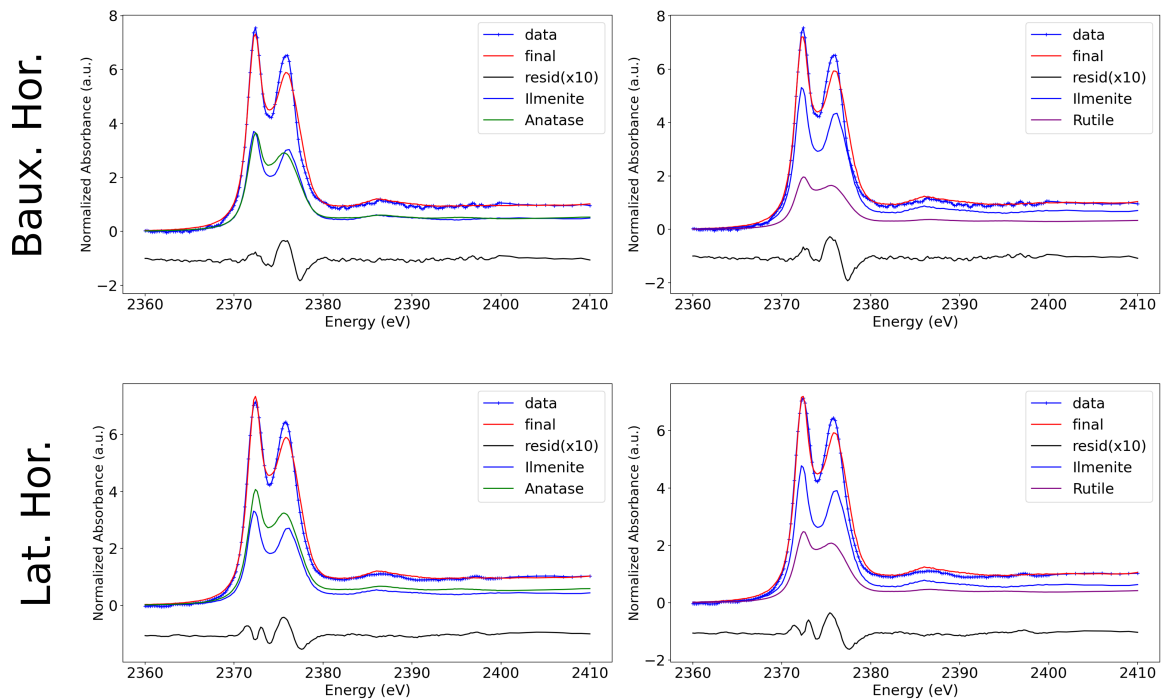 Baux. Hor.
Normalized Absorbance (a.u.)
8
6
4
2
0
−2
2360 2370 2380 2390 2400 2410
Energy (eV)
data
final
resid(x10)
Ilmenite
Anatase
Normalized Absorbance (a.u.)
8
6
4
2
0
−2
2360 2370 2380 2390 2400 2410
Energy (eV)
data
final
resid(x10)
Ilmenite
Rutile
Lat. Hor.
Normalized Absorbance (a.u.)
6
4
2
0
2360 2370 2380 2390 2400 2410
Energy (eV)
data
final
resid(x10)
Ilmenite
Anatase
Normalized Absorbance (a.u.)
6
4
2
0
−2
2360 2370 2380 2390 2400 2410
Energy (eV)
data
final
resid(x10)
Ilmenite
Rutile